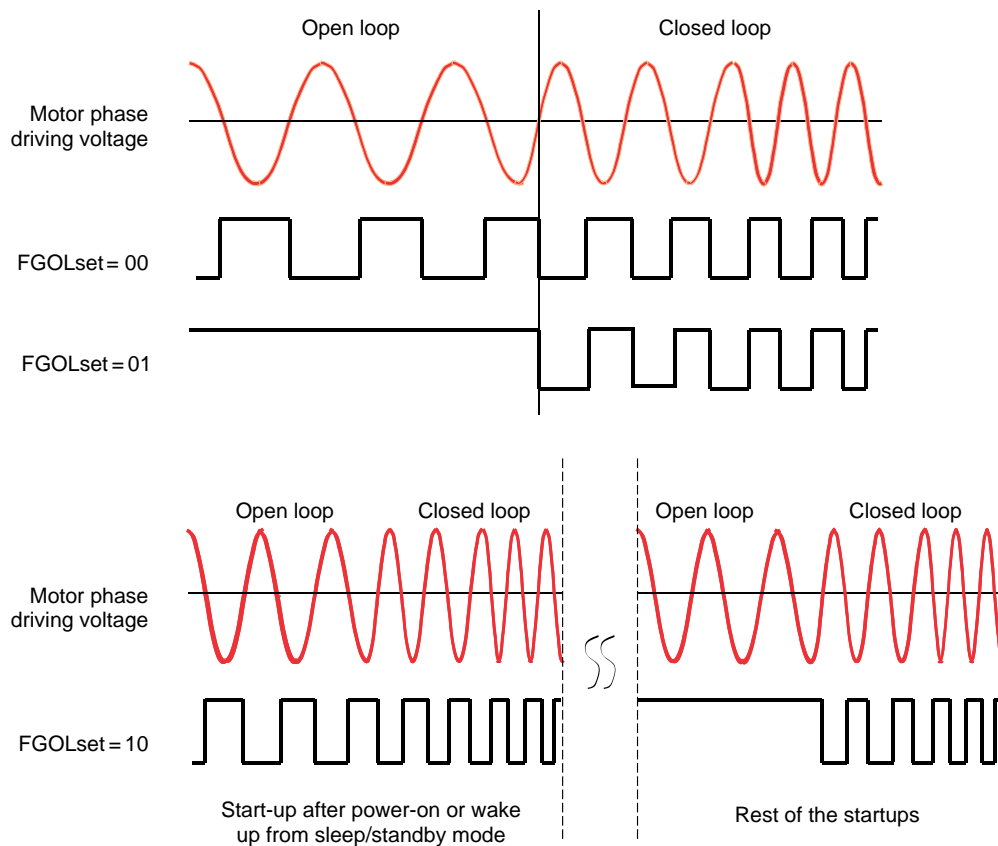 Open loop
Closed loop
Motor phase
driving voltage
FGOLset = 00
FGOLset = 01
Open loop
Closed loop
Open loop
Closed loop
Motor phase
driving voltage
FGOLset = 10
Start-up after power-on or wake
up from sleep/standby mode
Rest of the startups